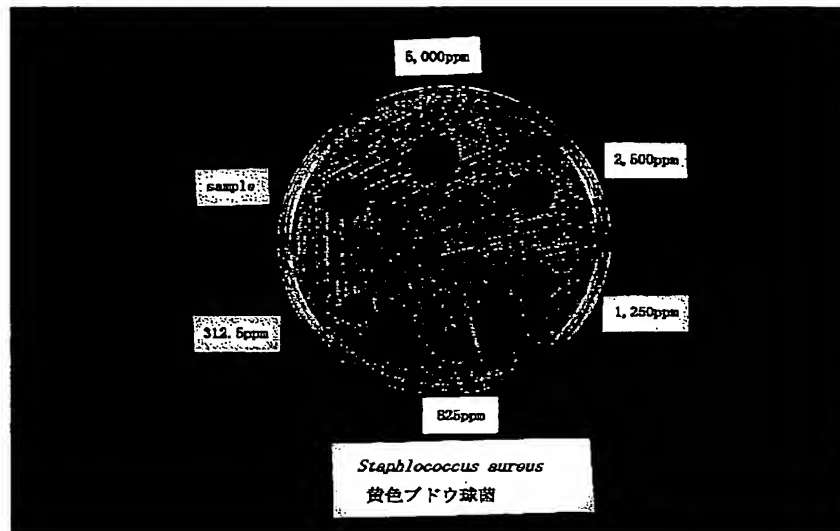 5,000ppm
2,500ppm
sample
312.5ppm
1,250ppm
625ppm
Staphlococcus aureus
黄色ブドウ球菌